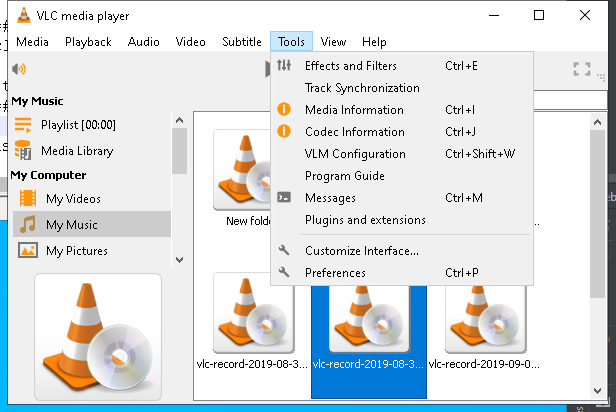 VLC media player
Media Playback Audio Video Subtitle Tools View Help
Effects and Filters Ctrl+E
Track Synchronization
Media Information Ctrl+I
Codec Information Ctrl+J
VLM Configuration Ctrl+Shift+W
Program Guide
Messages Ctrl+M
Plugins and extensions
Customize Interface...
Preferences Ctrl+P
My Music
Playlist [00:00]
Media Library
My Computer
My Videos
My Music
My Pictures
New folde
vlc-record-2019-08-3...
vlc-record-2019-08-3...
vlc-record-2019-09-0...